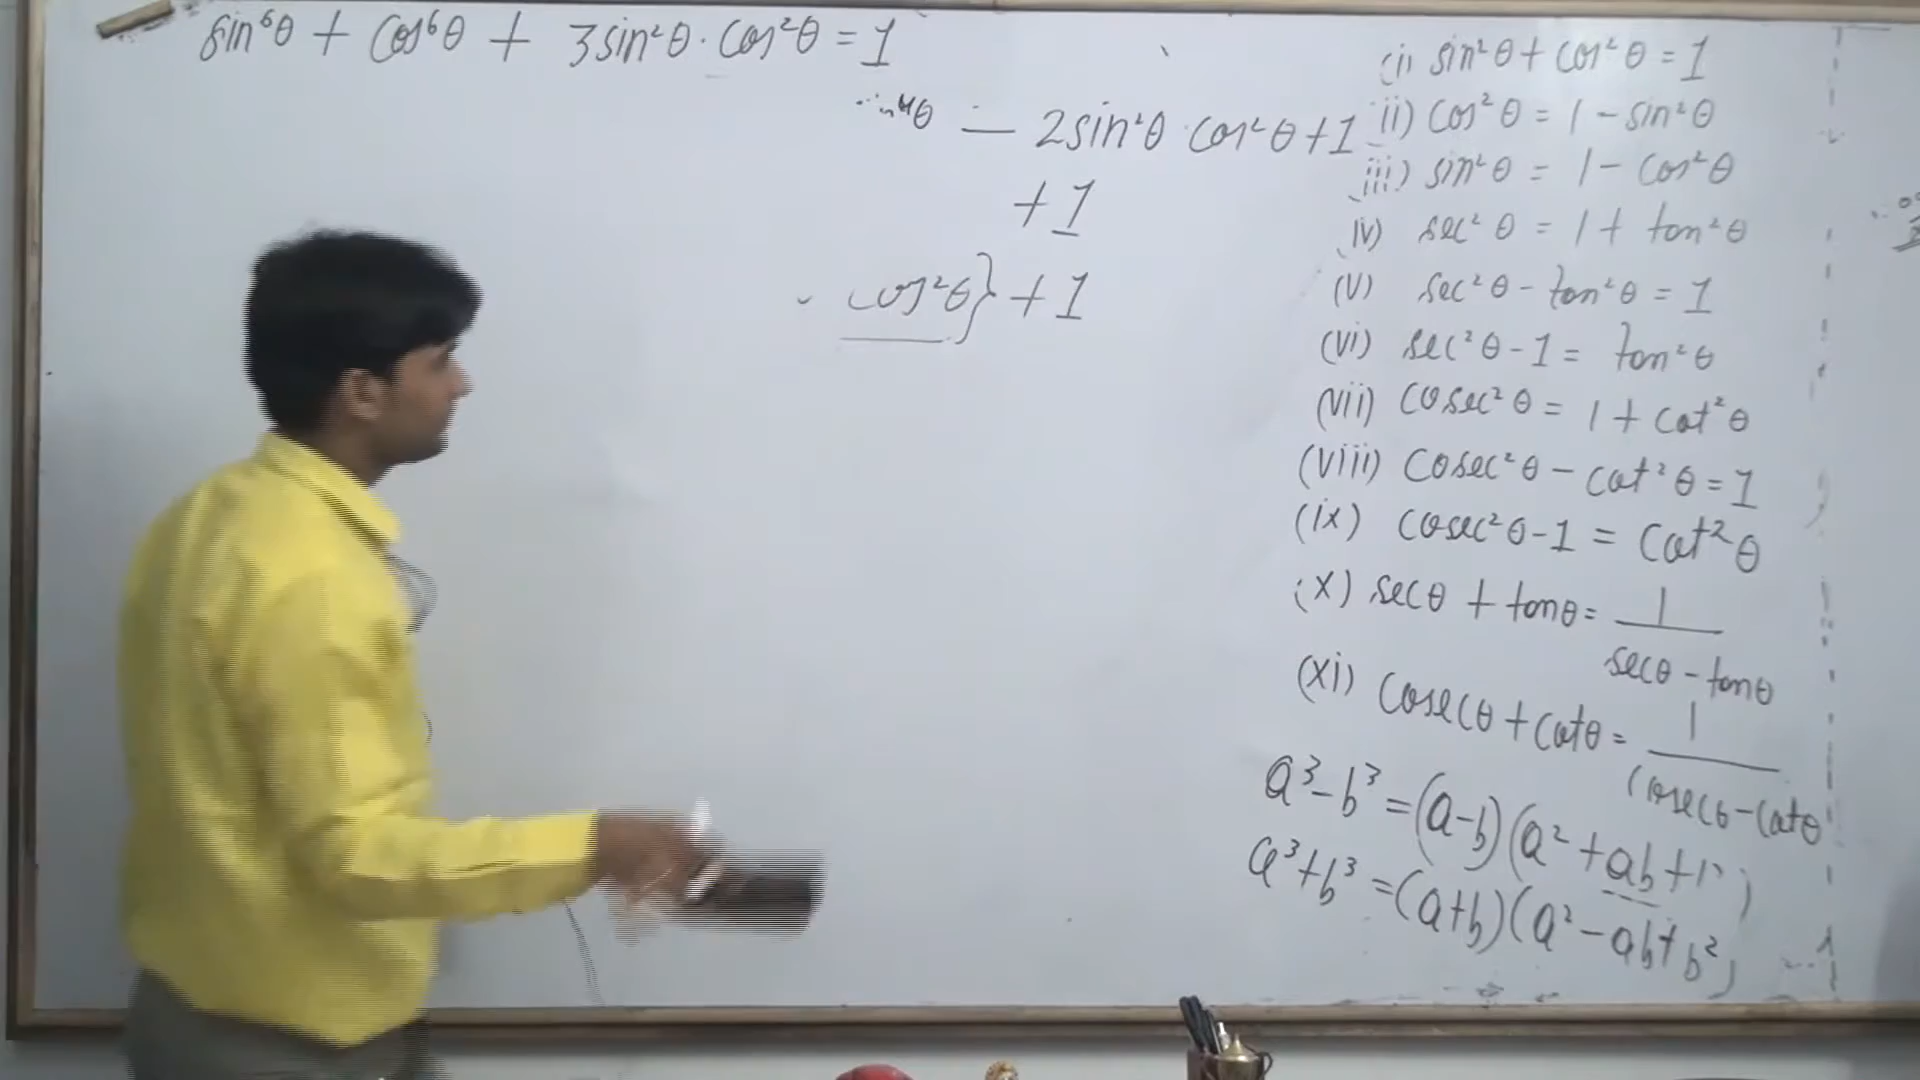 sin⁶θ + cos⁶θ + 3sin²θ · cos²θ = 1
θ — 2sin²θ · cos²θ + 1
+ 1
cos²θ} + 1
(i) sin²θ + cos²θ = 1
ii) cos²θ = 1 - sin²θ
iii) sin²θ = 1 - cos²θ
iv) sec²θ = 1 + tan²θ
(v) sec²θ - tan²θ = 1
(vi) sec²θ - 1 = tan²θ
(vii) cosec²θ = 1 + cot²θ
(viii) cosec²θ - cot²θ = 1
(ix) cosec²θ - 1 = cot²θ
(x) secθ + tanθ = 1/(secθ - tanθ)
(xi) cosecθ + cotθ = 1/(cosecθ - cotθ
a³ - b³ = (a - b)(a² + ab +
a³ + b³ = (a + b)(a² - ab + b²)